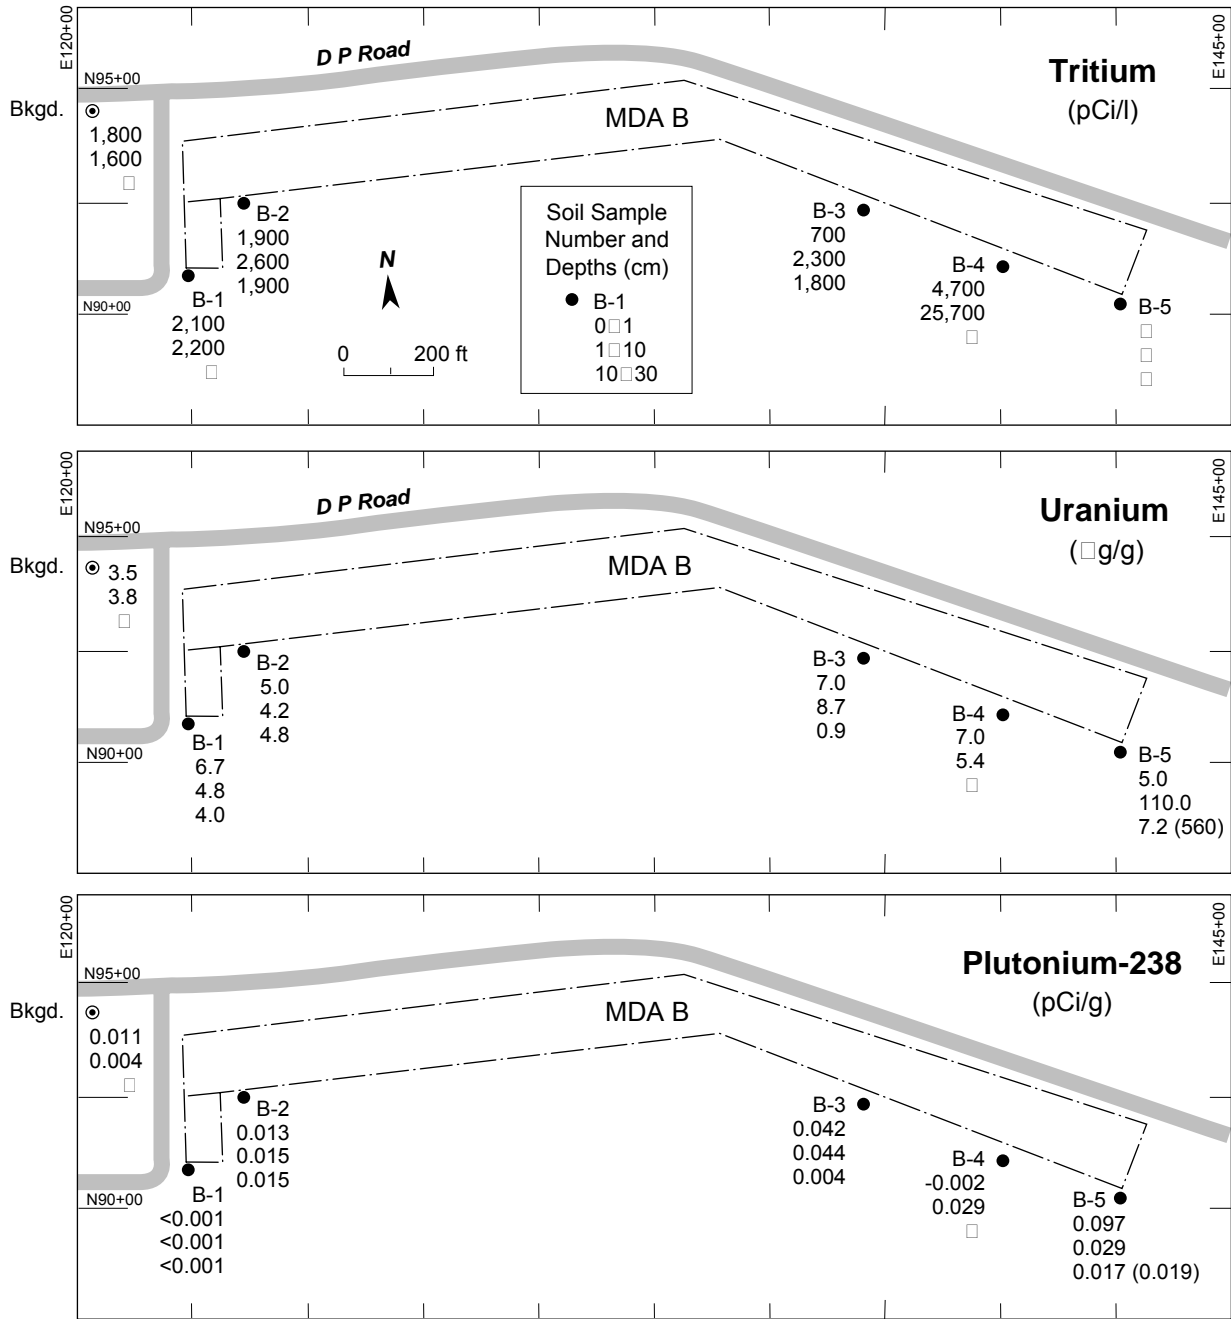 E120+00
E145+00
N95+00
D P Road
Bkgd.
1,800
1,600
□
MDA B
Tritium
(pCi/l)
B-2
1,900
2,600
1,900
B-1
2,100
2,200
□
N90+00
N
0 200 ft
Soil Sample
Number and
Depths (cm)
B-1
0□1
1□10
10□30
B-3
700
2,300
1,800
B-4
4,700
25,700
□
B-5
□
□
□
E120+00
E145+00
N95+00
D P Road
Bkgd.
3.5
3.8
□
MDA B
Uranium
(□g/g)
B-2
5.0
4.2
4.8
B-1
6.7
4.8
4.0
N90+00
B-3
7.0
8.7
0.9
B-4
7.0
5.4
□
B-5
5.0
110.0
7.2 (560)
E120+00
E145+00
N95+00
Bkgd.
0.011
0.004
□
MDA B
Plutonium-238
(pCi/g)
B-2
0.013
0.015
0.015
B-1
<0.001
<0.001
<0.001
N90+00
B-3
0.042
0.044
0.004
B-4
-0.002
0.029
□
B-5
0.097
0.029
0.017 (0.019)